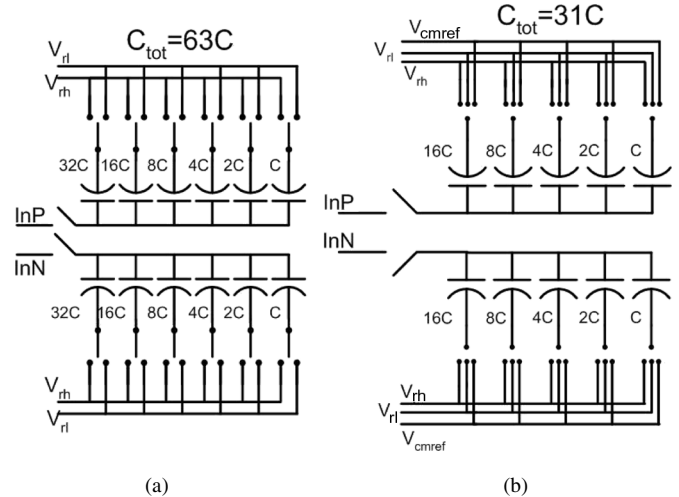 C_tot=63C
V_rl
V_rh
32C 16C 8C 4C 2C C
InP
InN
32C 16C 8C 4C 2C C
V_rh
V_rl
(a)
C_tot=31C
V_cmref
V_rl
V_rh
16C 8C 4C 2C C
InP
InN
16C 8C 4C 2C C
V_rh
V_rl
V_cmref
(b)